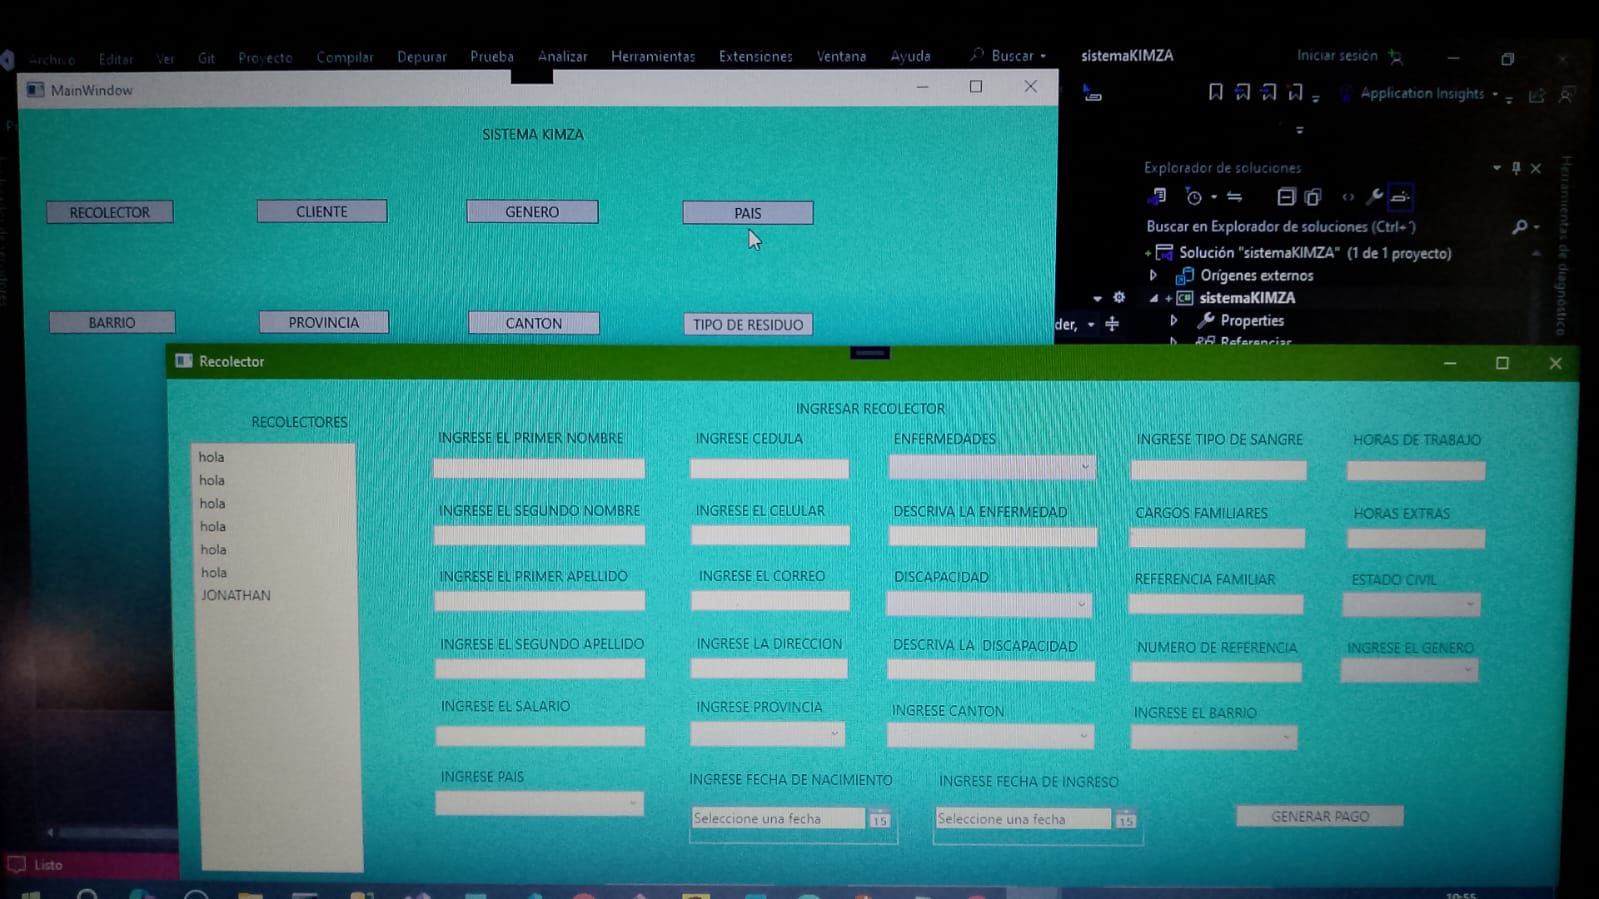 Archivo Editar Ver Git Proyecto Compilar Depurar Prueba Analizar Herramientas Extensiones Ventana Ayuda Buscar sistemaKIMZA Iniciar sesión
MainWindow
Application Insights
SISTEMA KIMZA
Explorador de soluciones
RECOLECTOR CLIENTE GENERO PAIS
Buscar en Explorador de soluciones (Ctrl+´)
Solución "sistemaKIMZA" (1 de 1 proyecto)
Orígenes externos
sistemaKIMZA
BARRIO PROVINCIA CANTON TIPO DE RESIDUO
der,
Properties
Referencias
Herramientas de diagnóstico
Recolector
INGRESAR RECOLECTOR
RECOLECTORES
INGRESE EL PRIMER NOMBRE INGRESE CEDULA ENFERMEDADES INGRESE TIPO DE SANGRE HORAS DE TRABAJO
hola
hola
hola
hola
hola
hola
JONATHAN
INGRESE EL SEGUNDO NOMBRE INGRESE EL CELULAR DESCRIVA LA ENFERMEDAD CARGOS FAMILIARES HORAS EXTRAS
INGRESE EL PRIMER APELLIDO INGRESE EL CORREO DISCAPACIDAD REFERENCIA FAMILIAR ESTADO CIVIL
INGRESE EL SEGUNDO APELLIDO INGRESE LA DIRECCION DESCRIVA LA DISCAPACIDAD NUMERO DE REFERENCIA INGRESE EL GENERO
INGRESE EL SALARIO INGRESE PROVINCIA INGRESE CANTON INGRESE EL BARRIO
INGRESE PAIS INGRESE FECHA DE NACIMIENTO INGRESE FECHA DE INGRESO
Seleccione una fecha 15 Seleccione una fecha 15 GENERAR PAGO
Listo